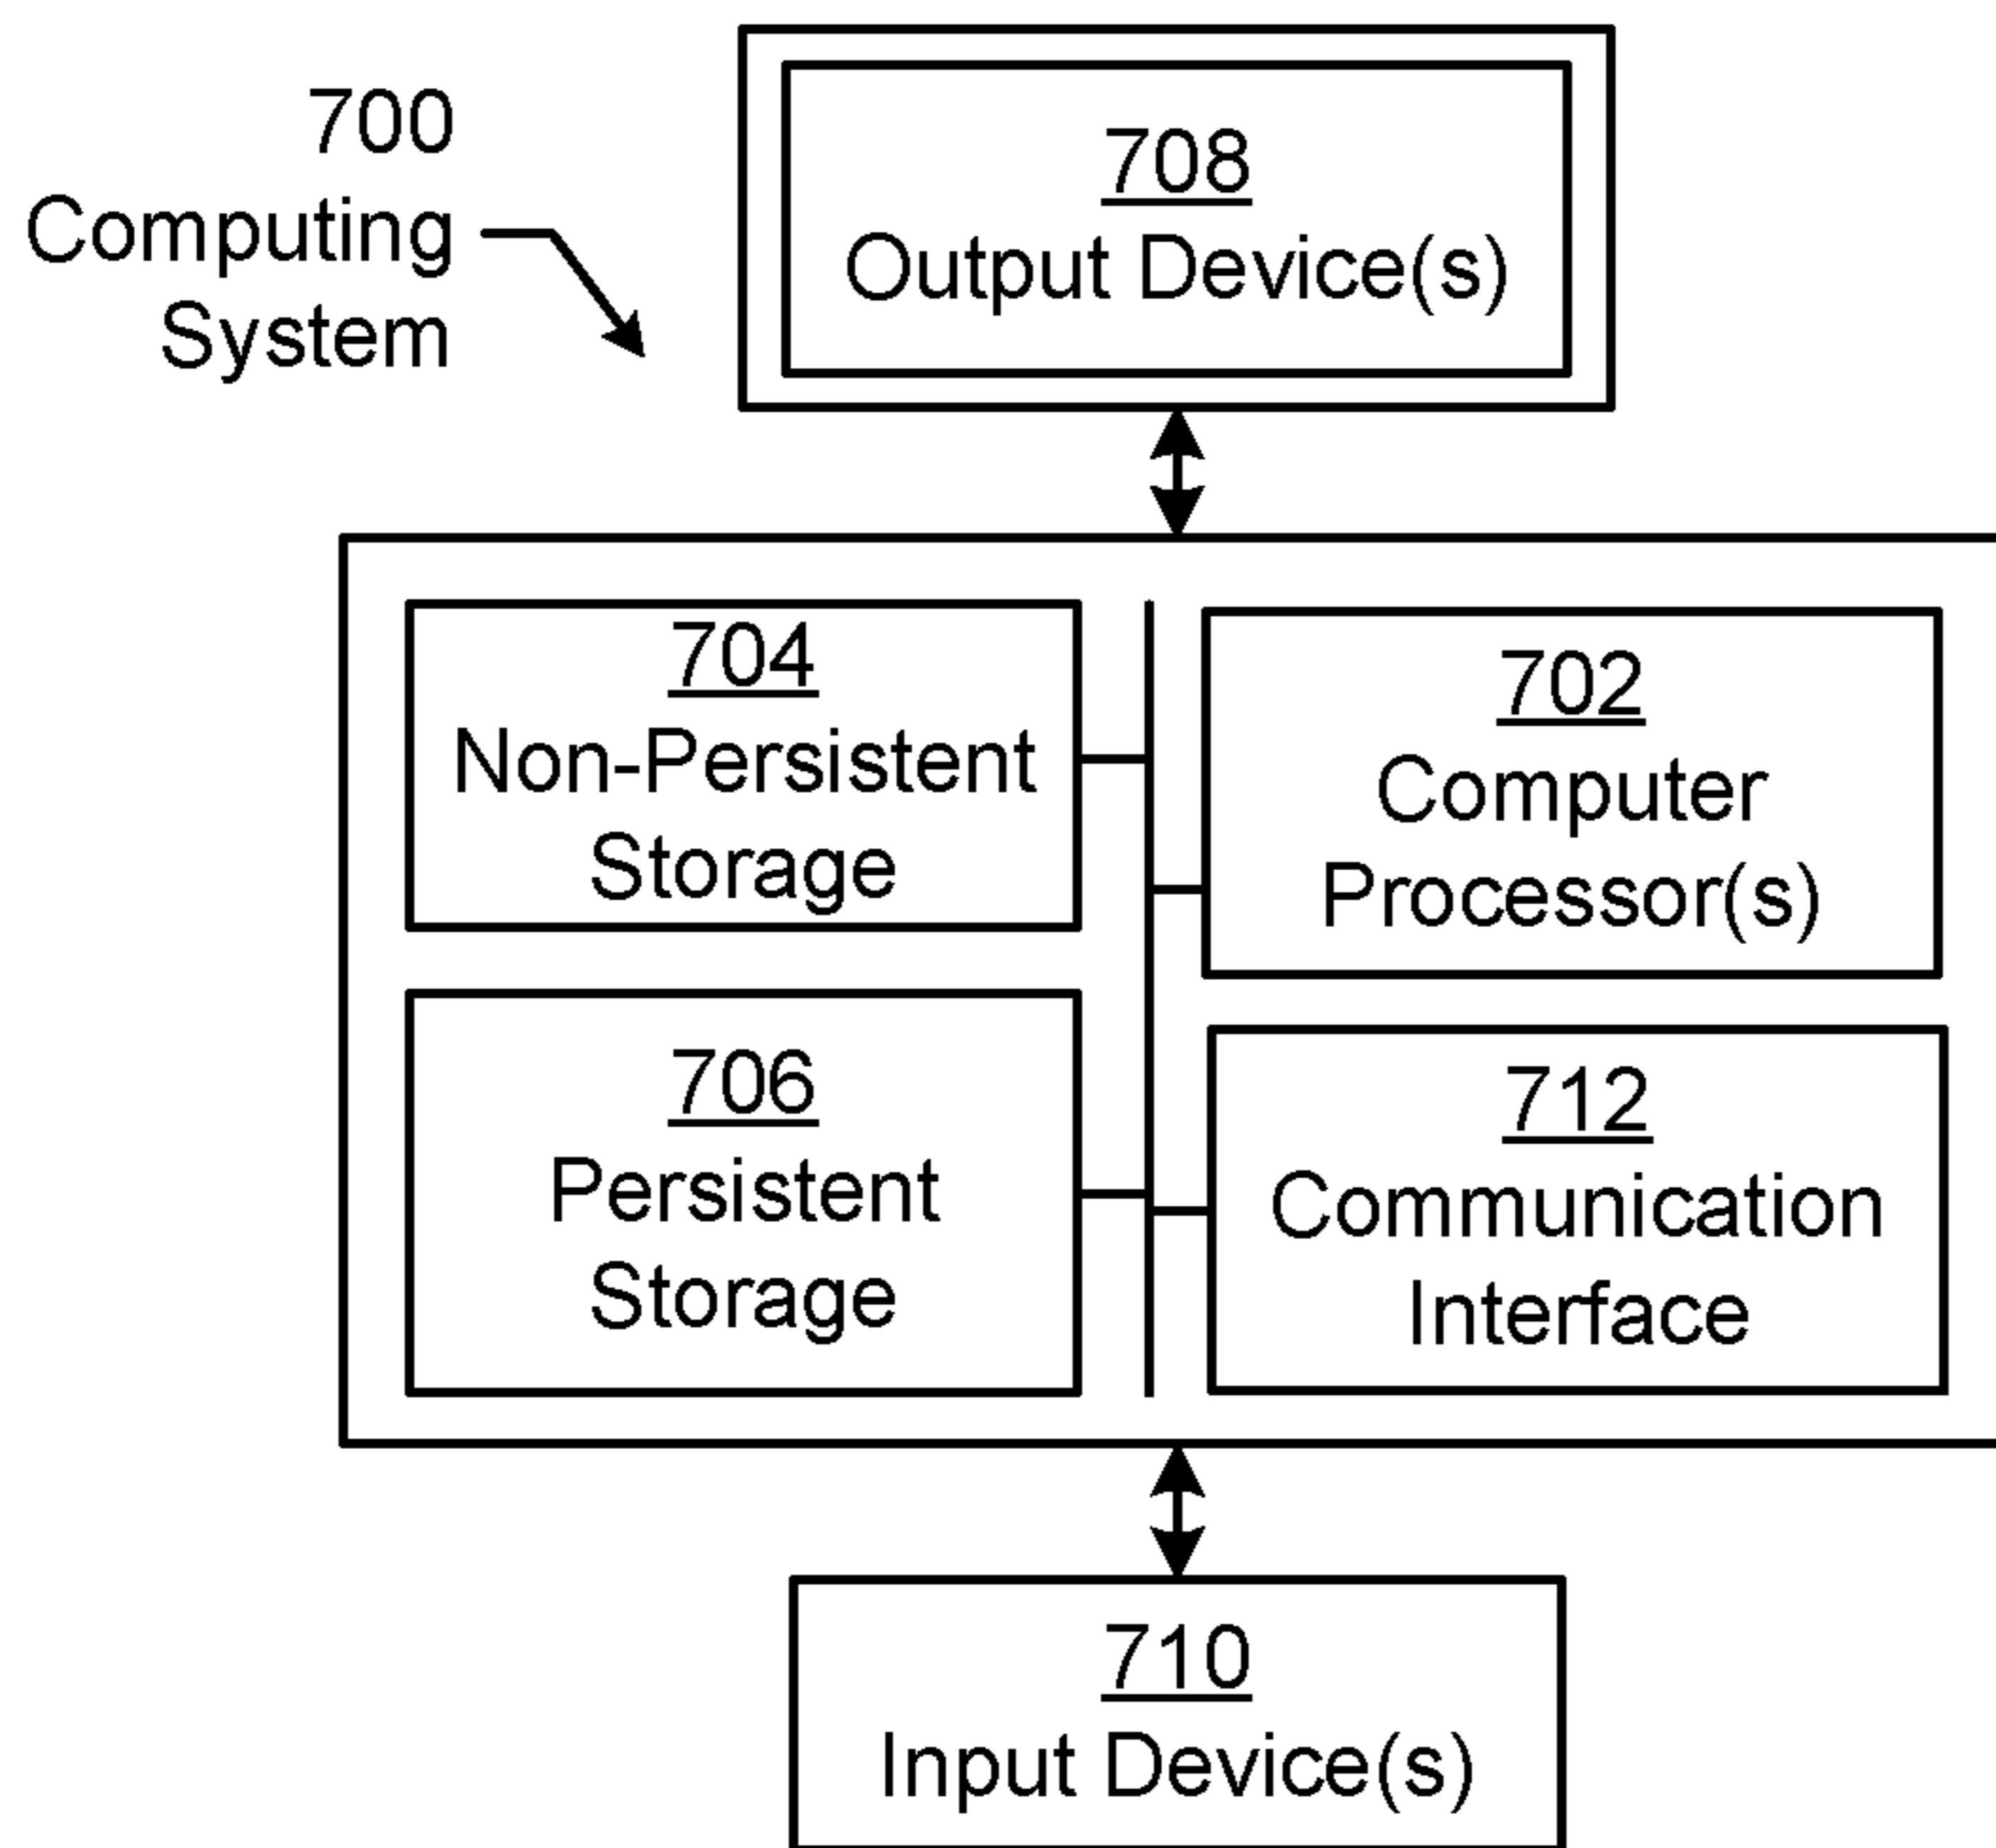 700
Computing
System
708
Output Device(s)
704
Non-Persistent
Storage
702
Computer
Processor(s)
706
Persistent
Storage
712
Communication
Interface
710
Input Device(s)